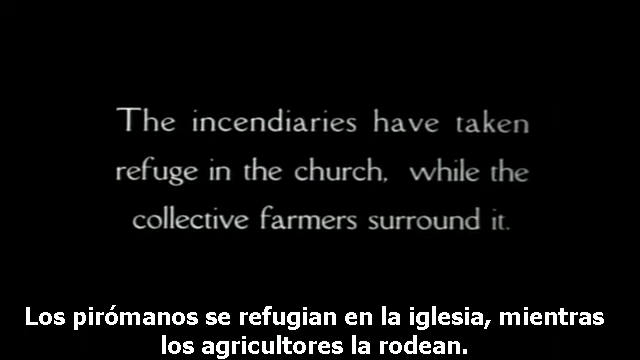 The incendiaries have taken
refuge in the church, while the
collective farmers surround it.
Los pirómanos se refugian en la iglesia, mientras
los agricultores la rodean.